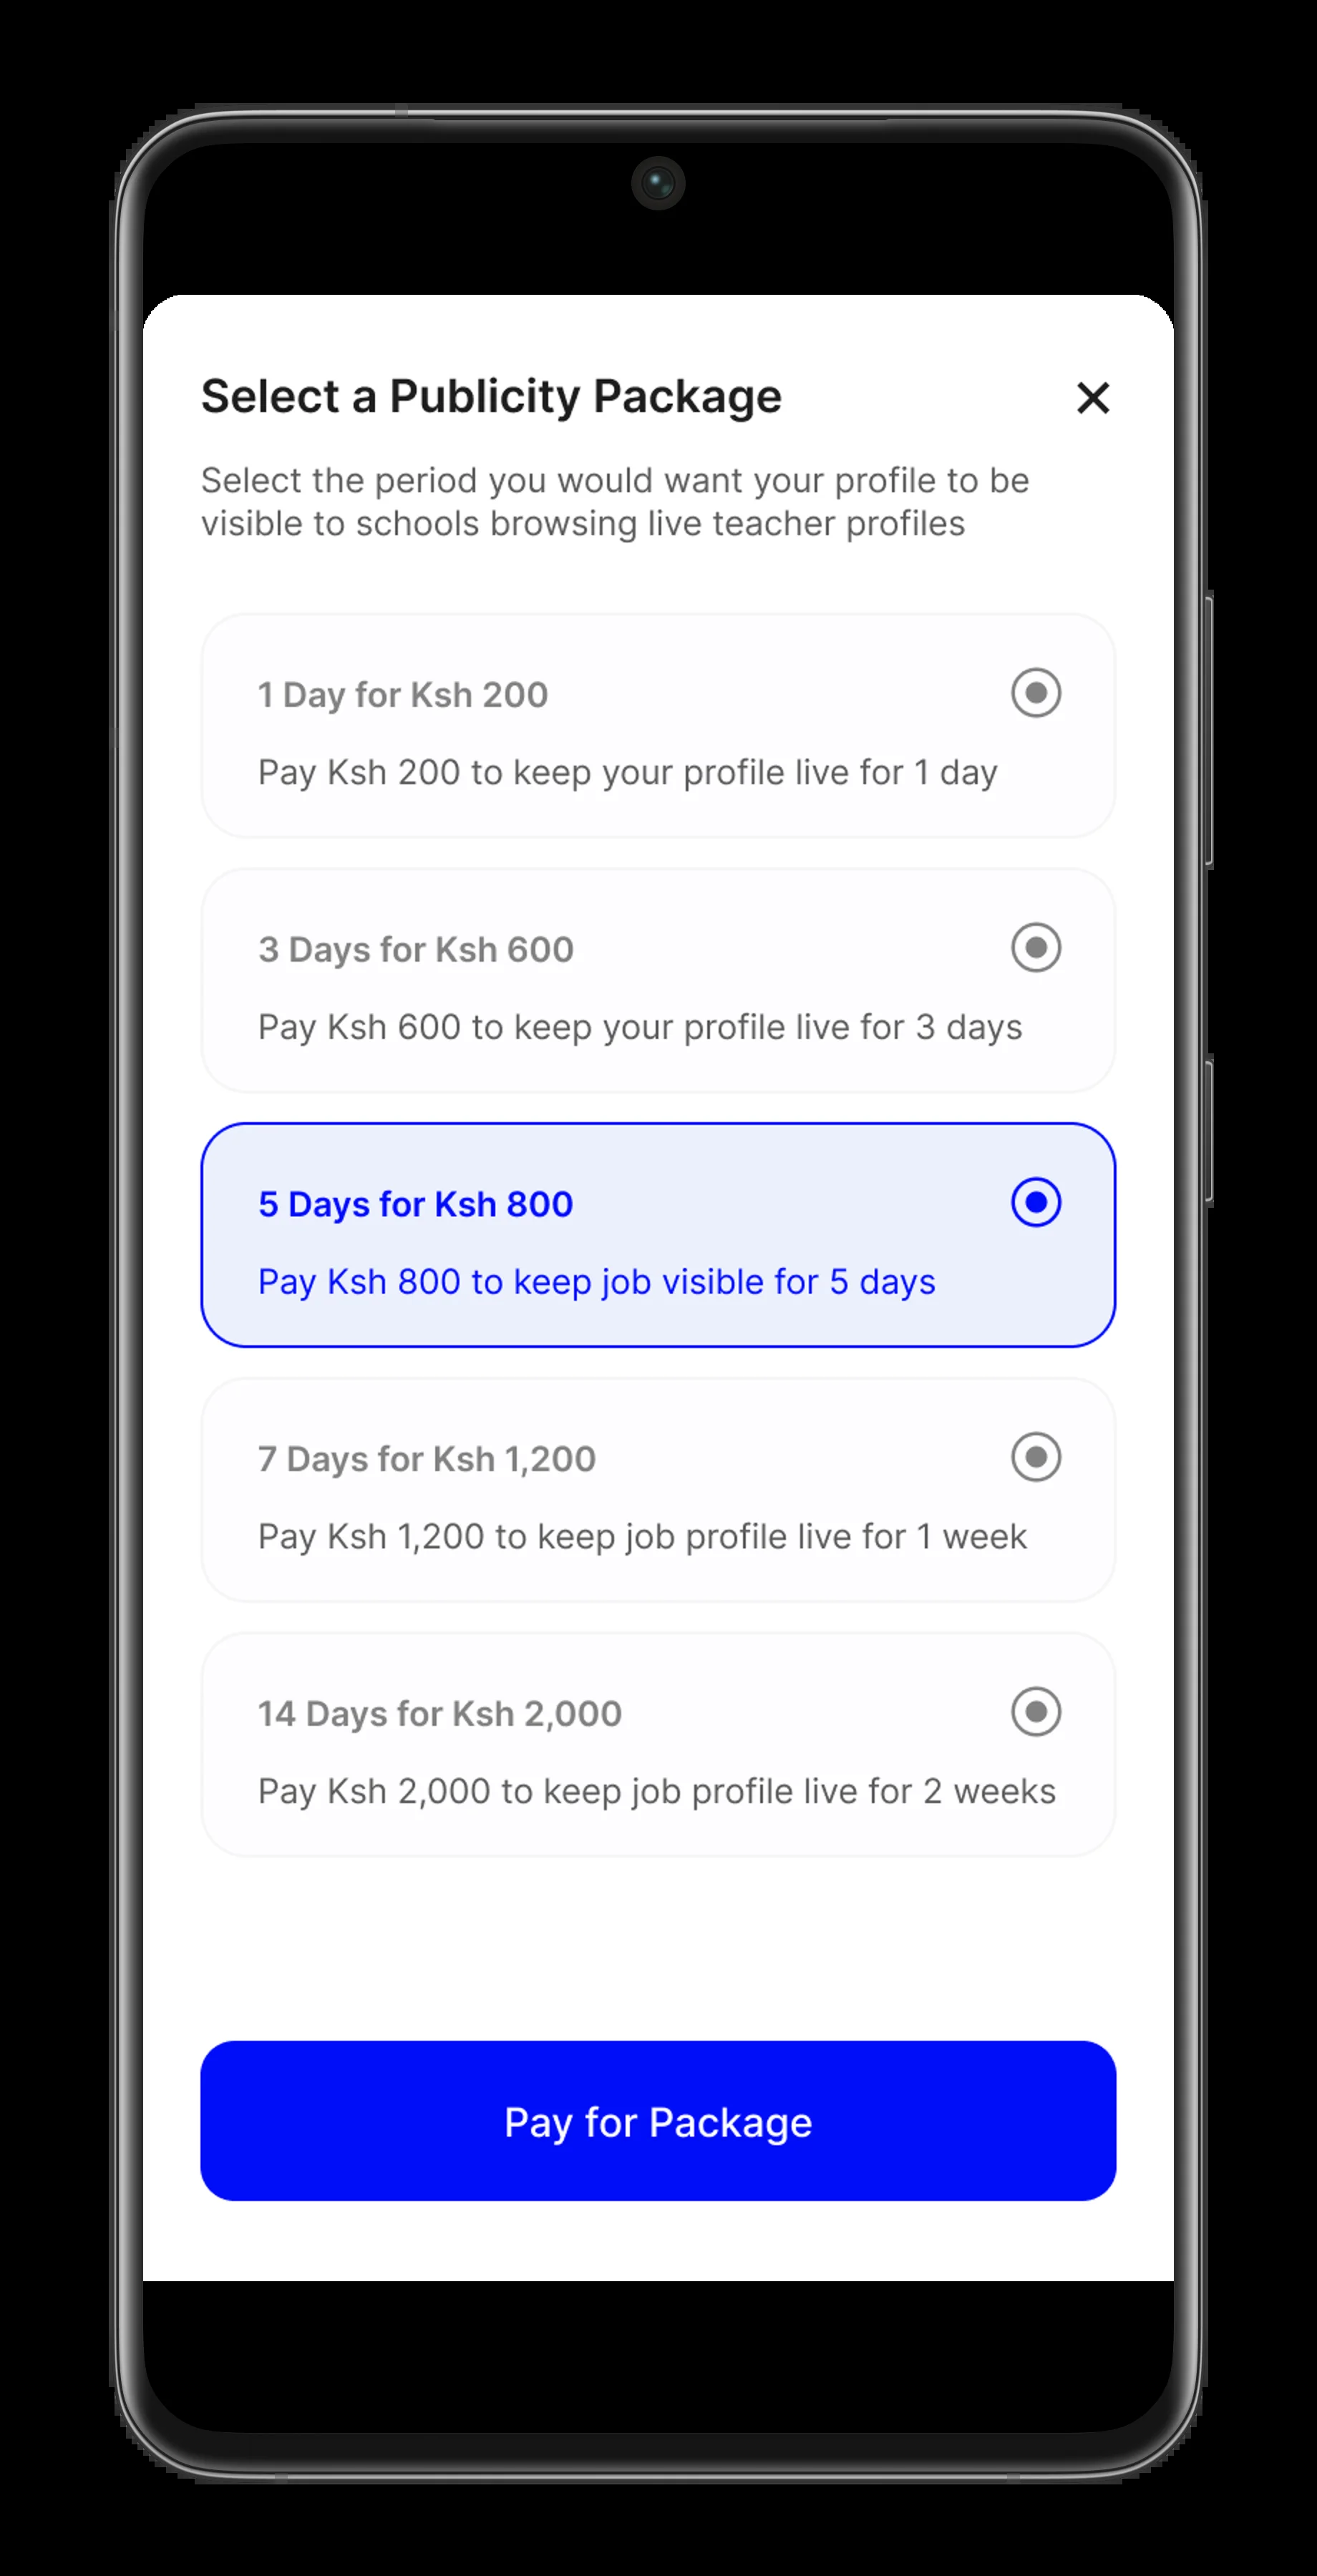 Select a Publicity Package
Select the period you would want your profile to be
visible to schools browsing live teacher profiles
1 Day for Ksh 200
Pay Ksh 200 to keep your profile live for 1 day
3 Days for Ksh 600
Pay Ksh 600 to keep your profile live for 3 days
5 Days for Ksh 800
Pay Ksh 800 to keep job visible for 5 days
7 Days for Ksh 1,200
Pay Ksh 1,200 to keep job profile live for 1 week
14 Days for Ksh 2,000
Pay Ksh 2,000 to keep job profile live for 2 weeks
Pay for Package